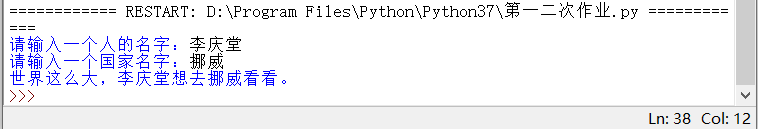 ============ RESTART: D:\Program Files\Python\Python37\第一二次作业.py =========
===
请输入一个人的名字：李庆堂
请输入一个国家名字：挪威
世界这么大，李庆堂想去挪威看看。
>>>
Ln: 38 Col: 12